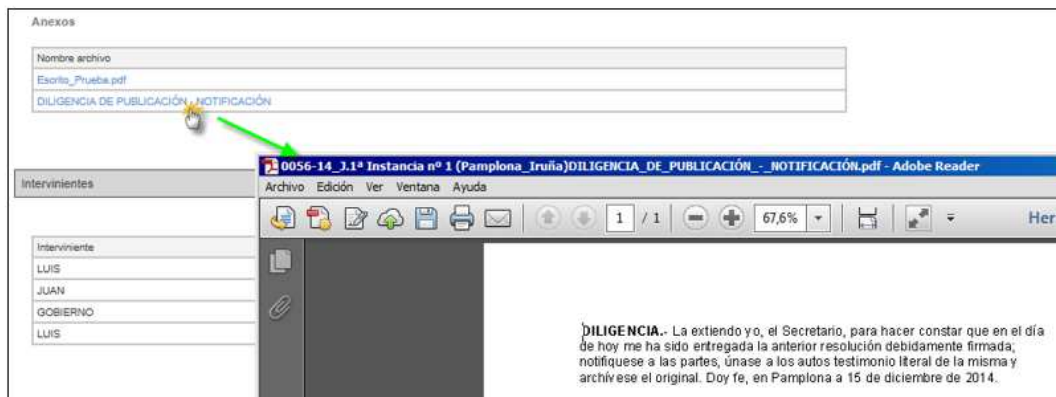 Anexos
Nombre archivo
Escrito_Prueba.pdf
DILIGENCIA DE PUBLICACIÓN - NOTIFICACIÓN
0056-14_J.1ª Instancia nº 1 (Pamplona_Iruña)DILIGENCIA_DE_PUBLICACIÓN_-_NOTIFICACIÓN.pdf - Adobe Reader
Intervinientes
Archivo Edición Ver Ventana Ayuda
1 / 1 67,6% Her
Interviniente
LUIS
JUAN
GOBIERNO
LUIS
DILIGENCIA.- La extiendo yo, el Secretario, para hacer constar que en el día
de hoy me ha sido entregada la anterior resolución debidamente firmada;
notifíquese a las partes, únase a los autos testimonio literal de la misma y
archívese el original. Doy fe, en Pamplona a 15 de diciembre de 2014.